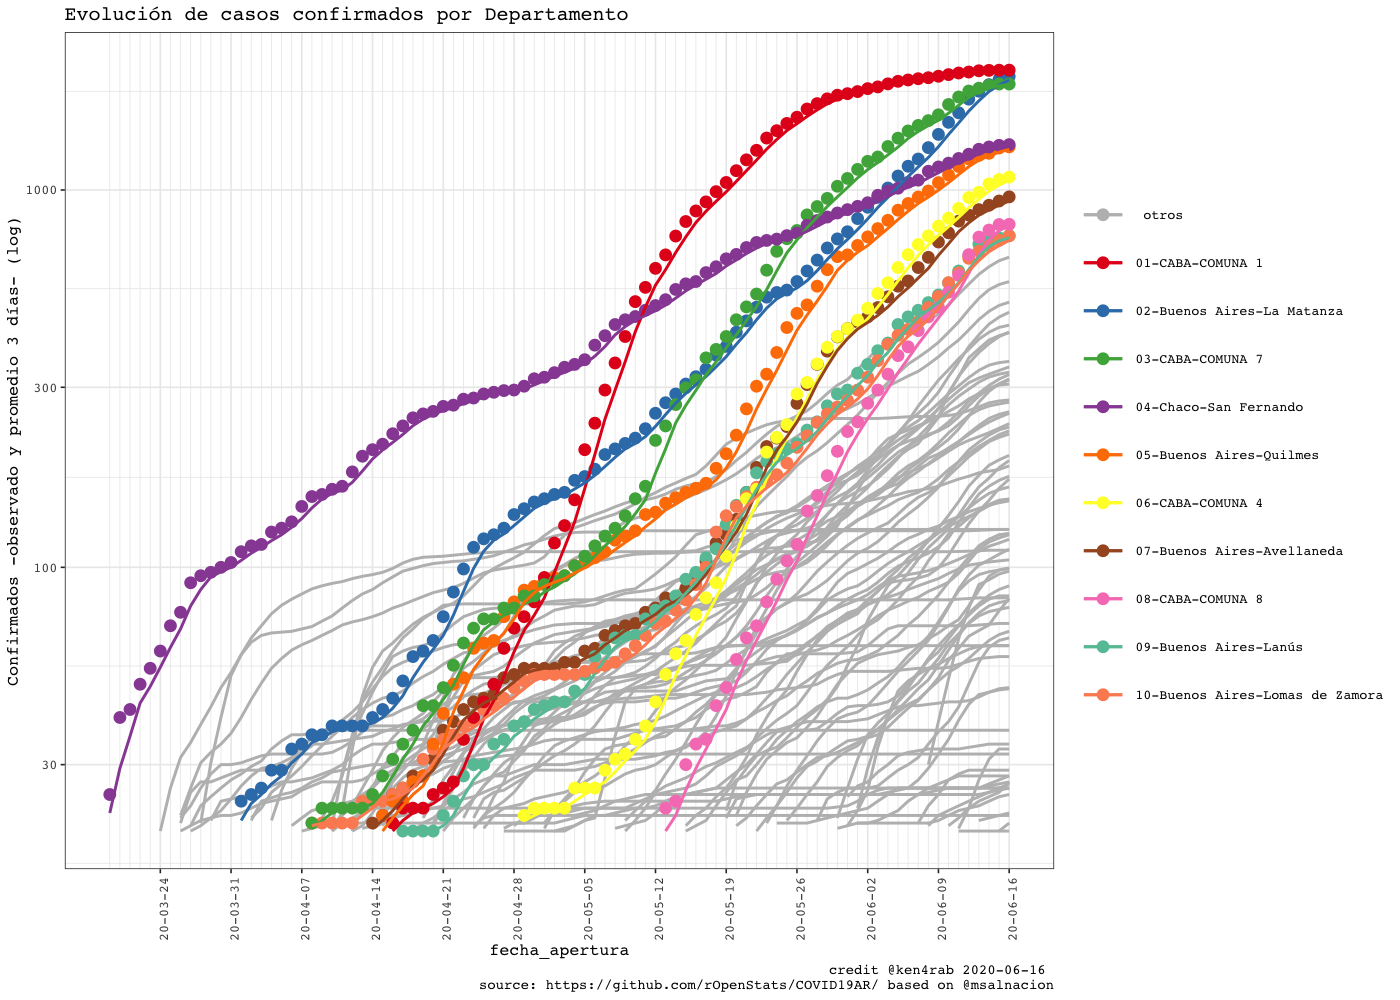 Evolución de casos confirmados por Departamento
Confirmados -observado y promedio 3 días- (log)
1000
300
100
30
20-03-24
20-03-31
20-04-07
20-04-14
20-04-21
20-04-28
20-05-05
20-05-12
20-05-19
20-05-26
20-06-02
20-06-09
20-06-16
fecha_apertura
otros
01-CABA-COMUNA 1
02-Buenos Aires-La Matanza
03-CABA-COMUNA 7
04-Chaco-San Fernando
05-Buenos Aires-Quilmes
06-CABA-COMUNA 4
07-Buenos Aires-Avellaneda
08-CABA-COMUNA 8
09-Buenos Aires-Lanús
10-Buenos Aires-Lomas de Zamora
credit @ken4rab 2020-06-16
source: https://github.com/rOpenStats/COVID19AR/ based on @msalnacion